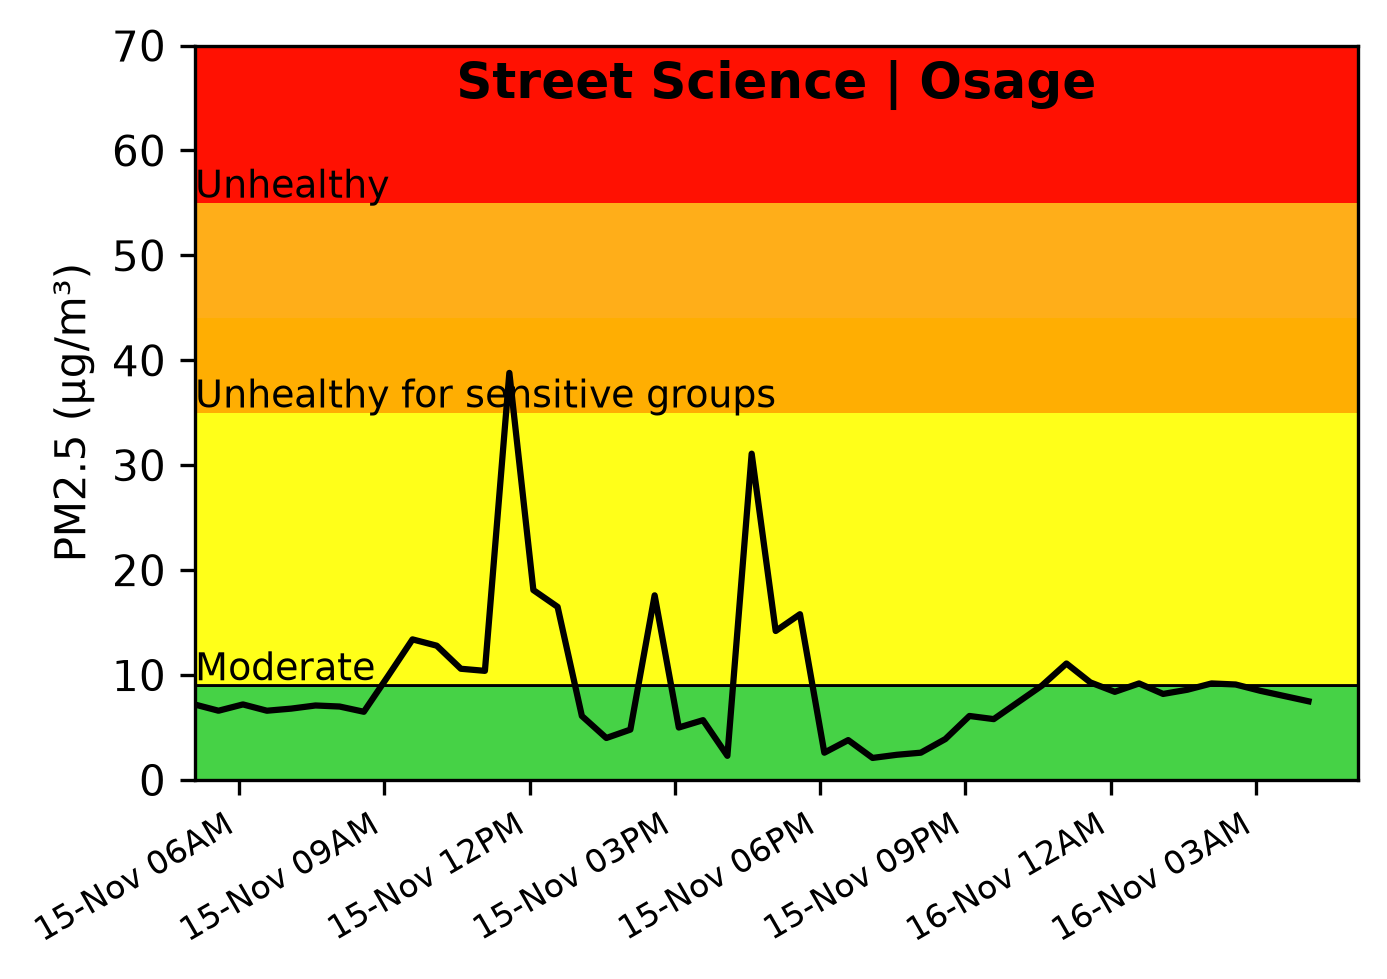 Street Science | Osage
70
60
50
40
30
20
10
0
PM2.5 (µg/m³)
Unhealthy
Unhealthy for sensitive groups
Moderate
15-Nov 06AM
15-Nov 09AM
15-Nov 12PM
15-Nov 03PM
15-Nov 06PM
15-Nov 09PM
16-Nov 12AM
16-Nov 03AM